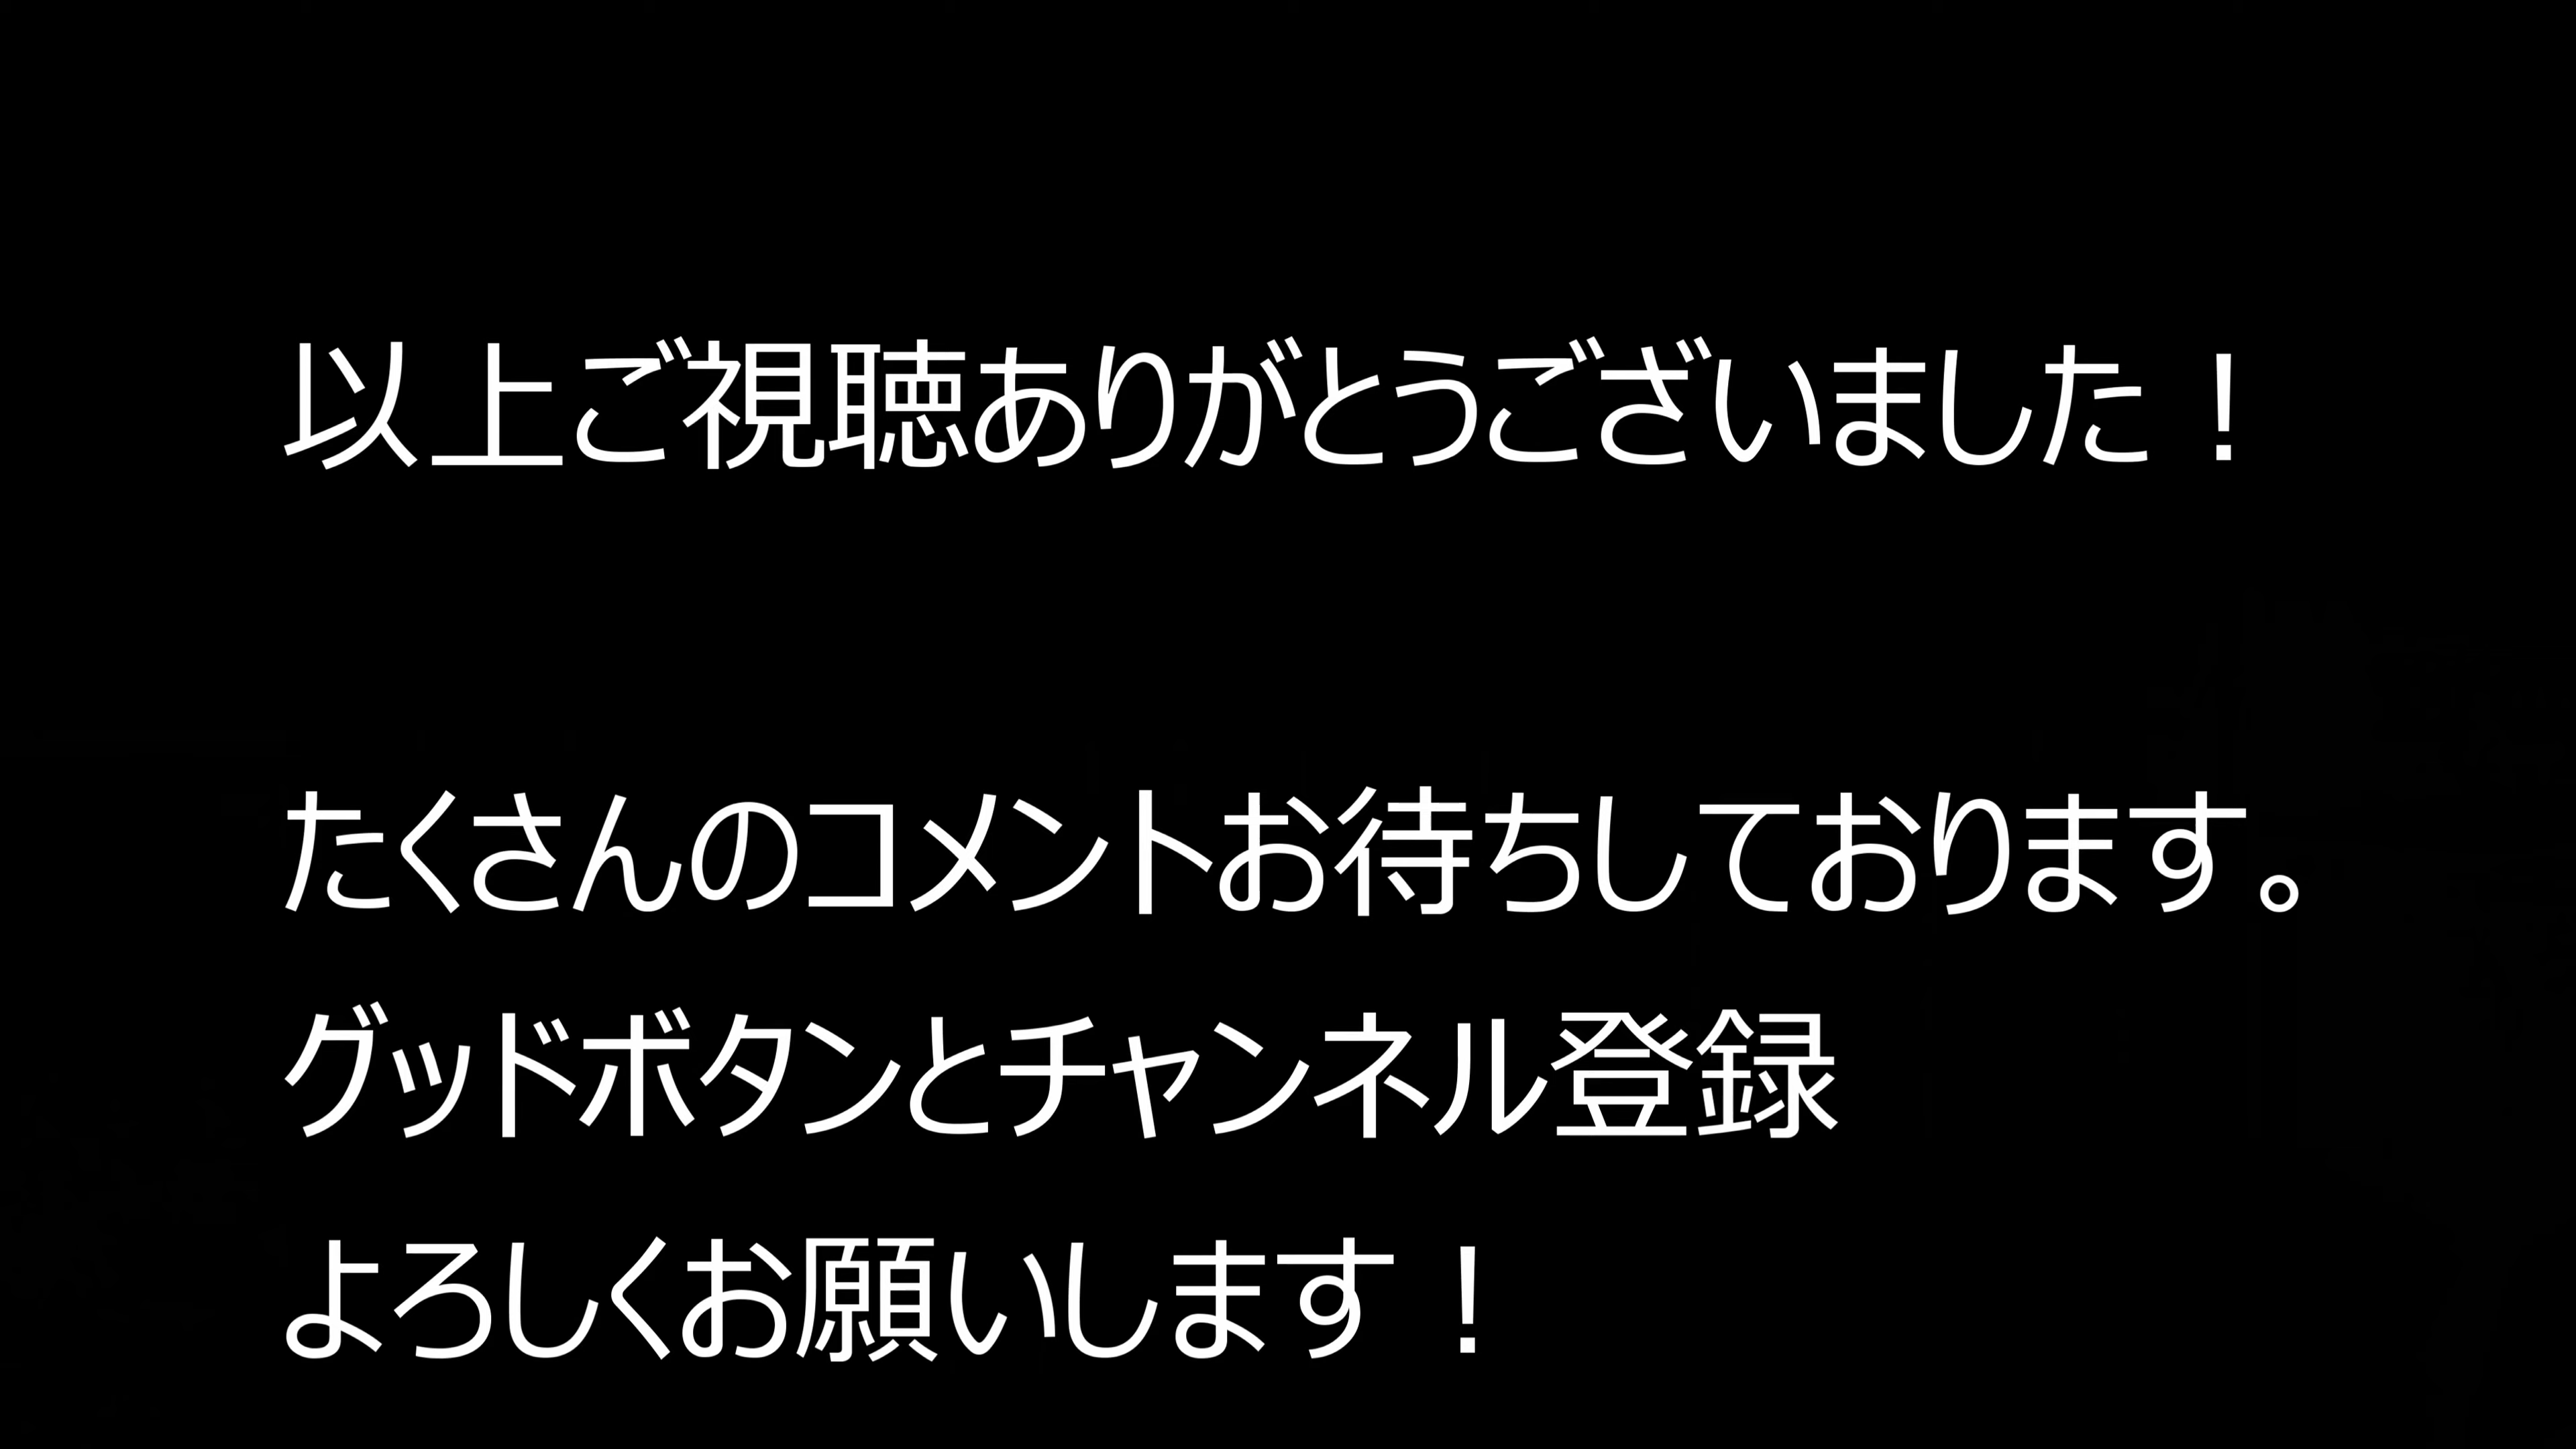 以上ご視聴ありがとうございました！
たくさんのコメントお待ちしております。
グッドボタンとチャンネル登録
よろしくお願いします！